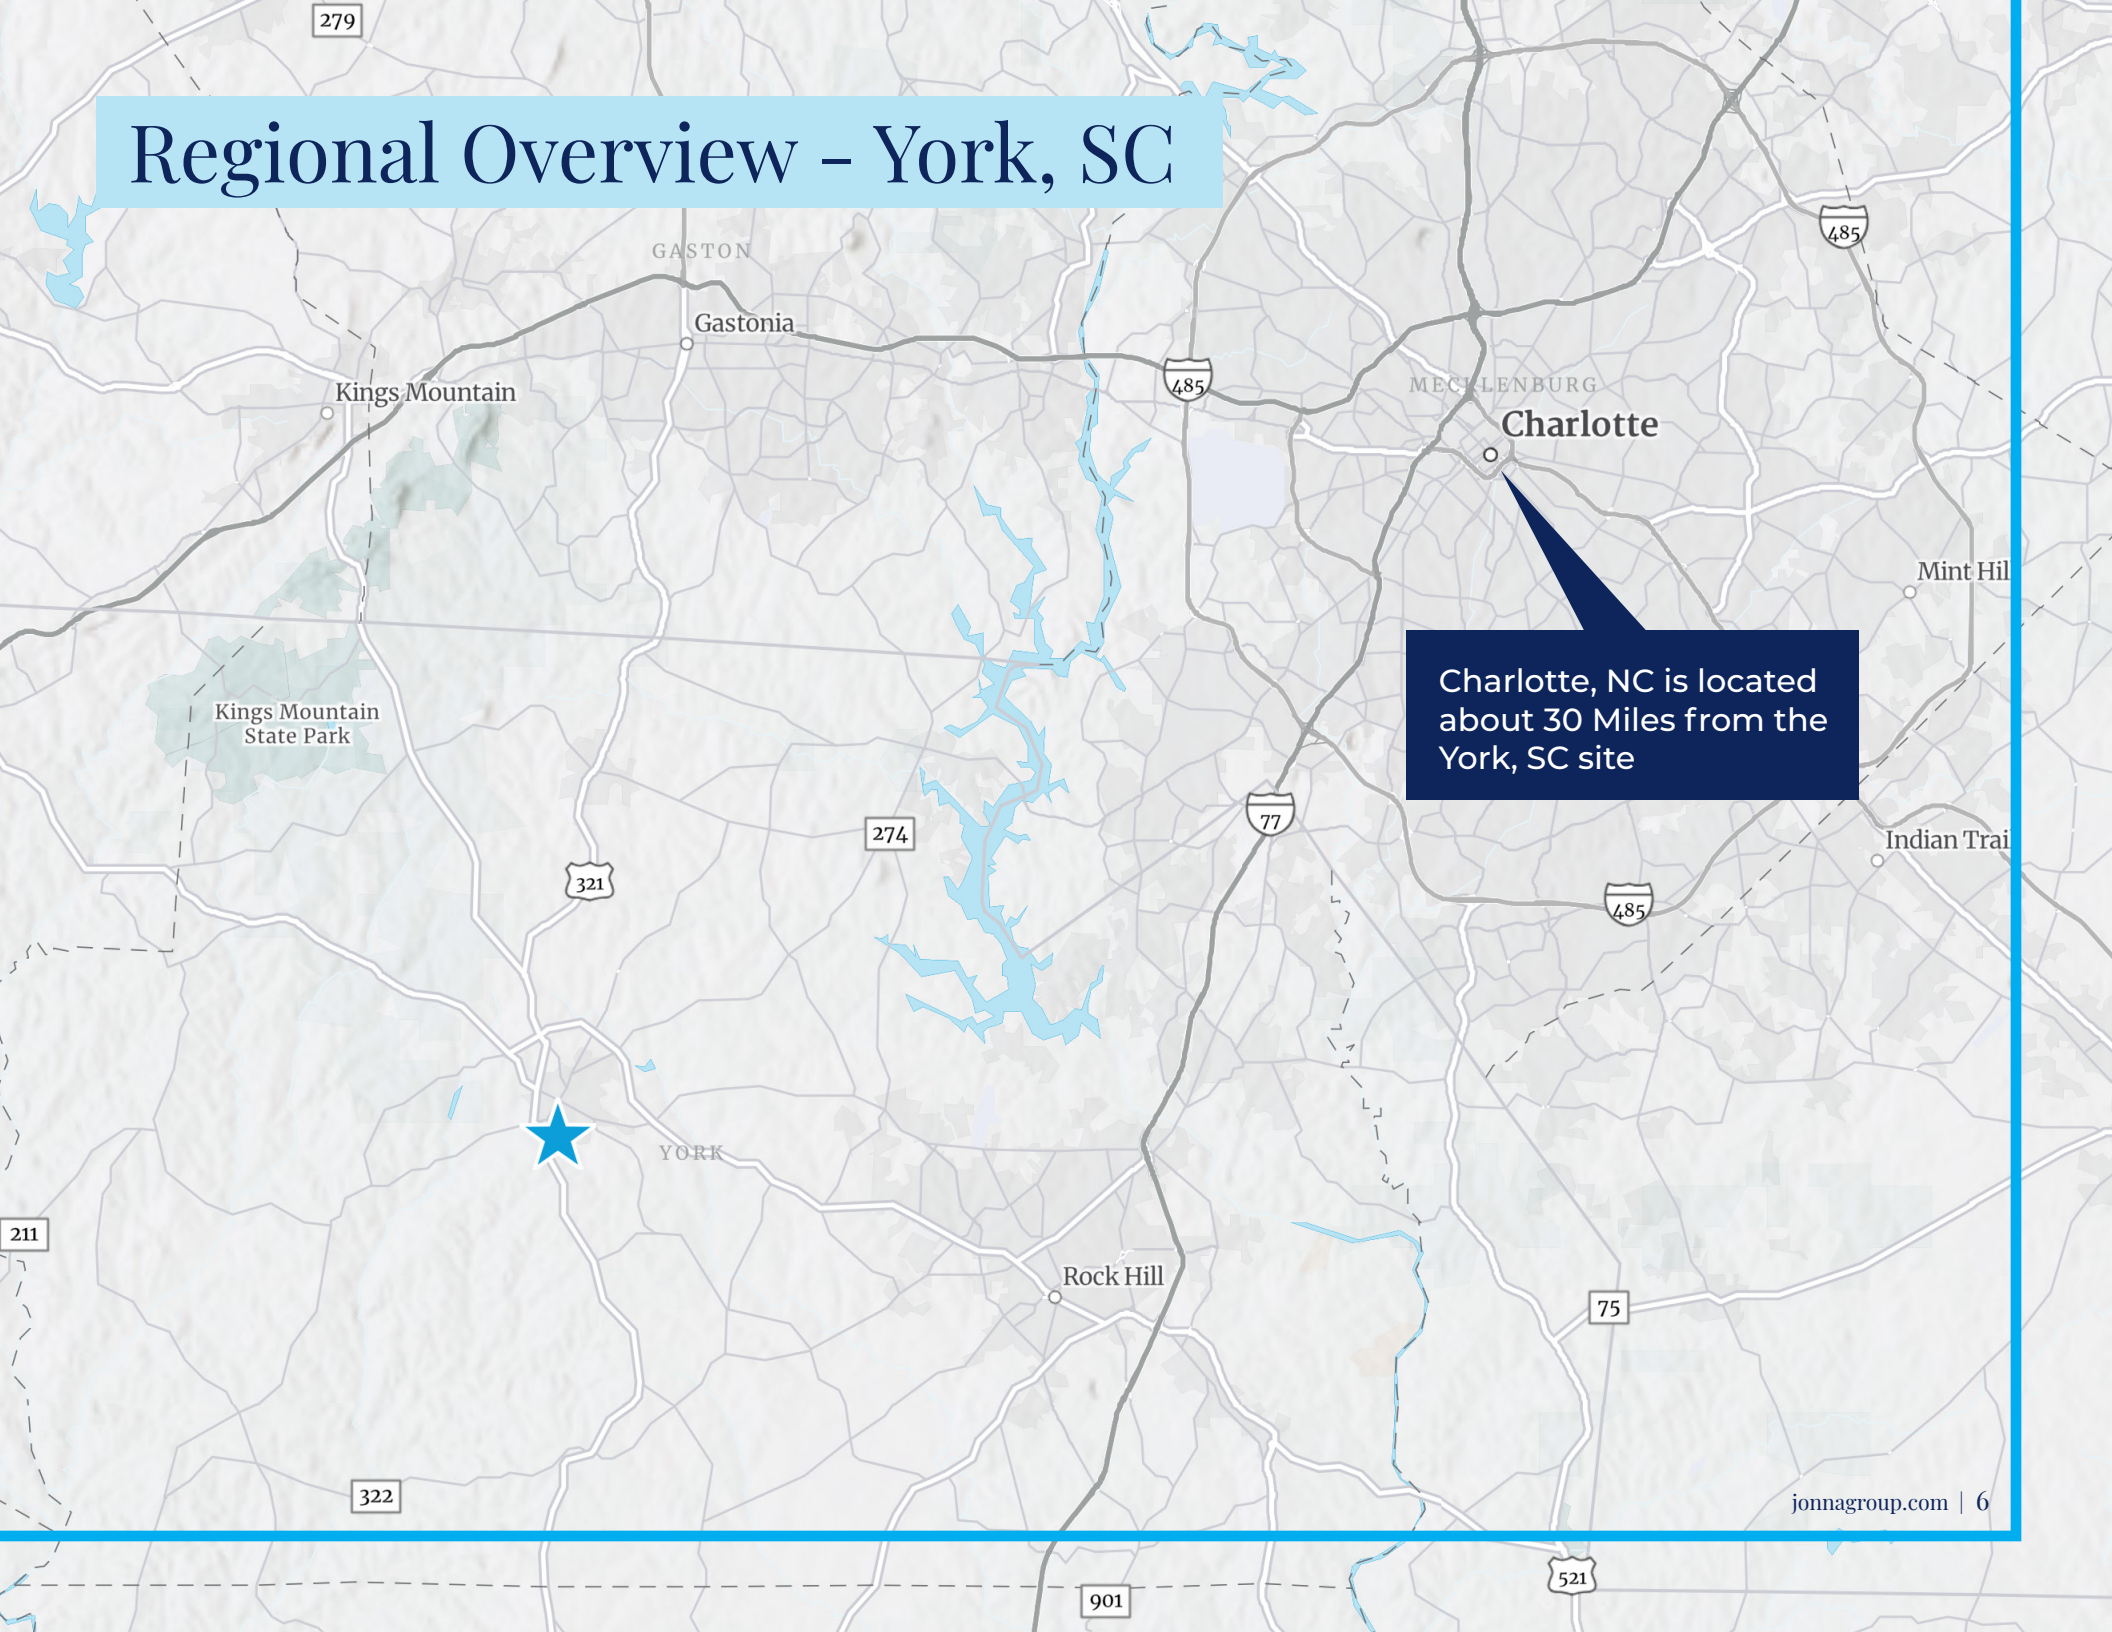 279
Regional Overview - York, SC
485
GASTON
Gastonia
485
MECKLENBURG
Kings Mountain
Charlotte
Mint Hil
Charlotte, NC is located
about 30 Miles from the
York, SC site
Kings Mountain
State Park
77
274
Indian Trai
321
485
YORK
211
Rock Hill
75
322
jonnagroup.com | 6
521
901